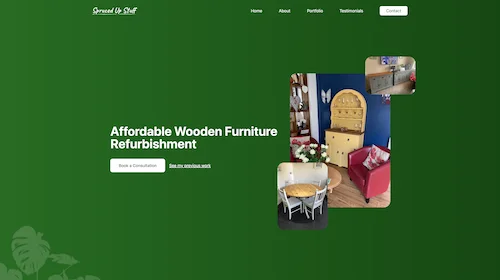 Spruced Up Stuff
Home About Portfolio Testimonials Contact
Affordable Wooden Furniture
Refurbishment
Book a Consultation See my previous work